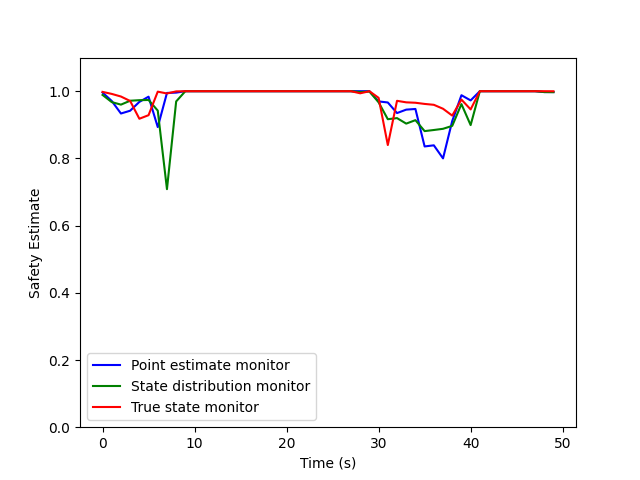 1.0
0.8
0.6
0.4
0.2
0.0
Safety Estimate
Point estimate monitor
State distribution monitor
True state monitor
0 10 20 30 40 50
Time (s)